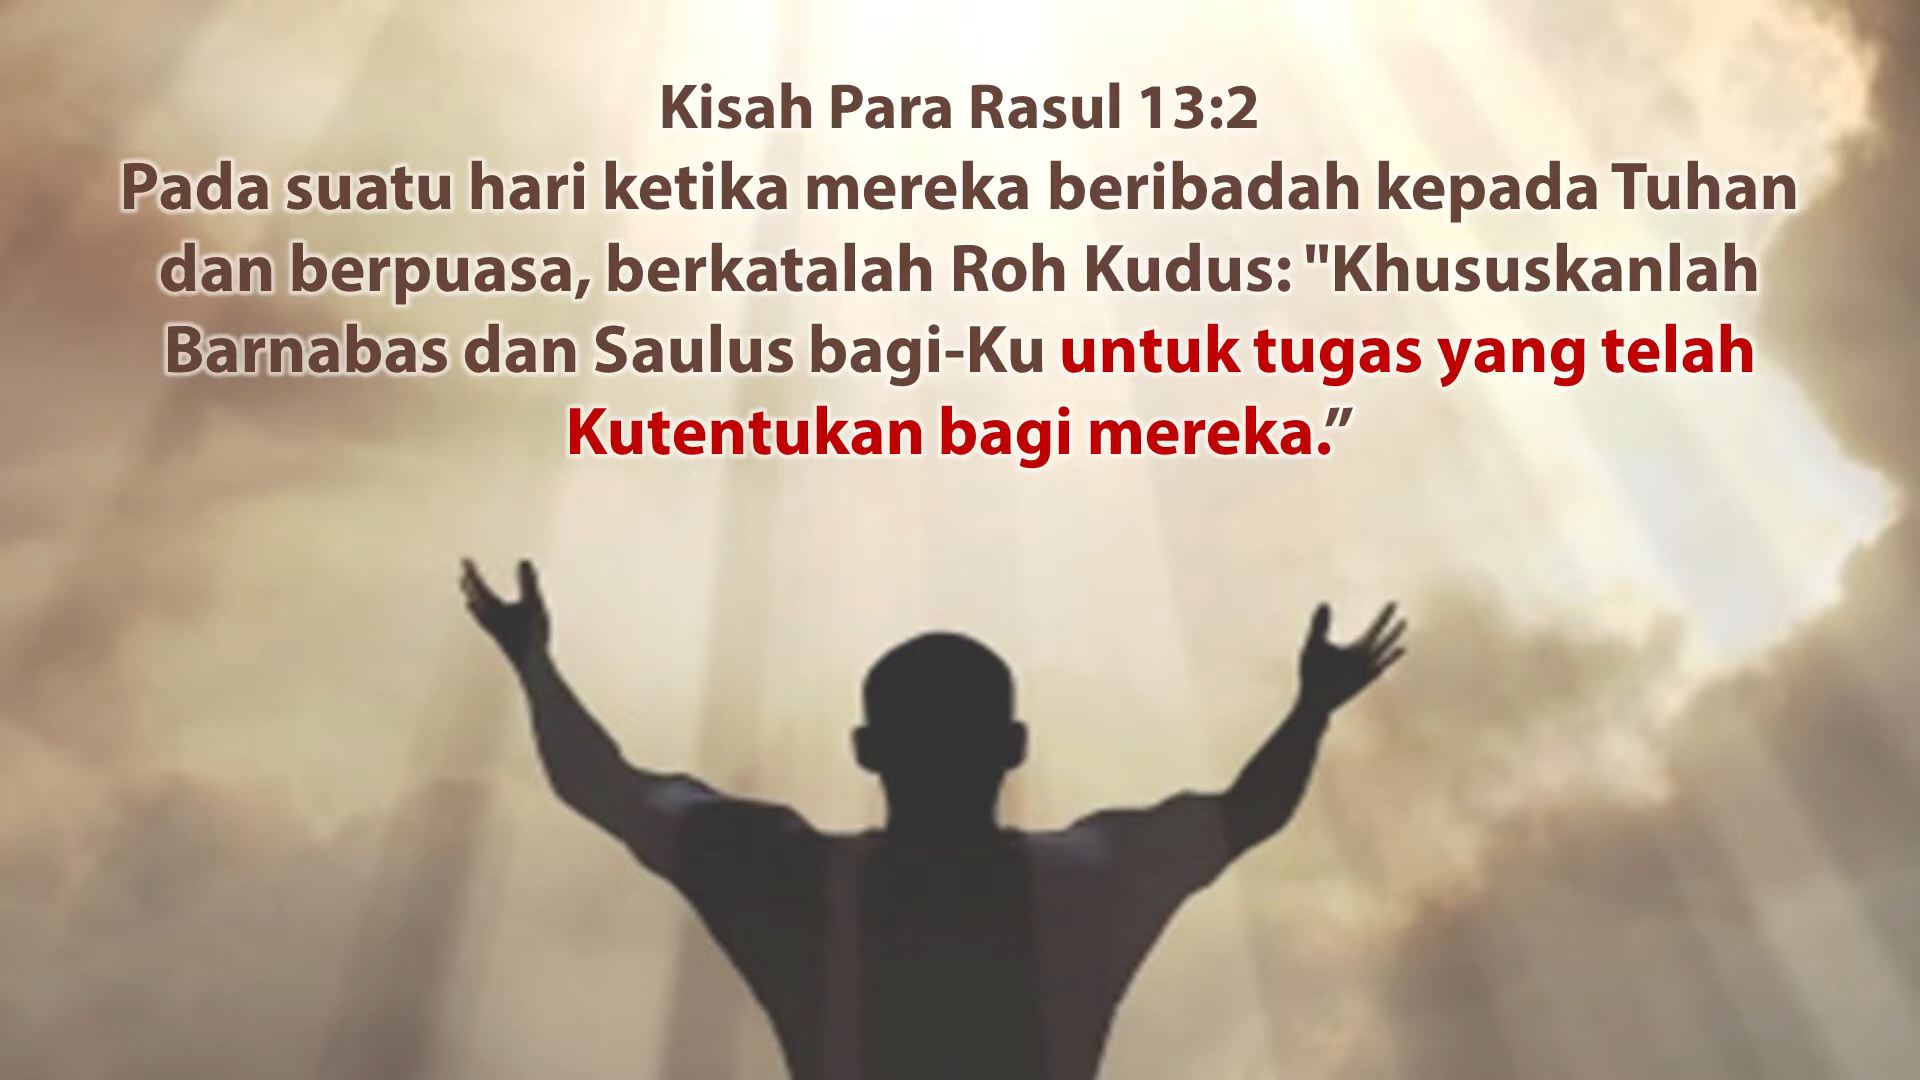 Kisah Para Rasul 13:2
Pada suatu hari ketika mereka beribadah kepada Tuhan
dan berpuasa, berkatalah Roh Kudus: "Khususkanlah
Barnabas dan Saulus bagi-Ku untuk tugas yang telah
Kutentukan bagi mereka.”